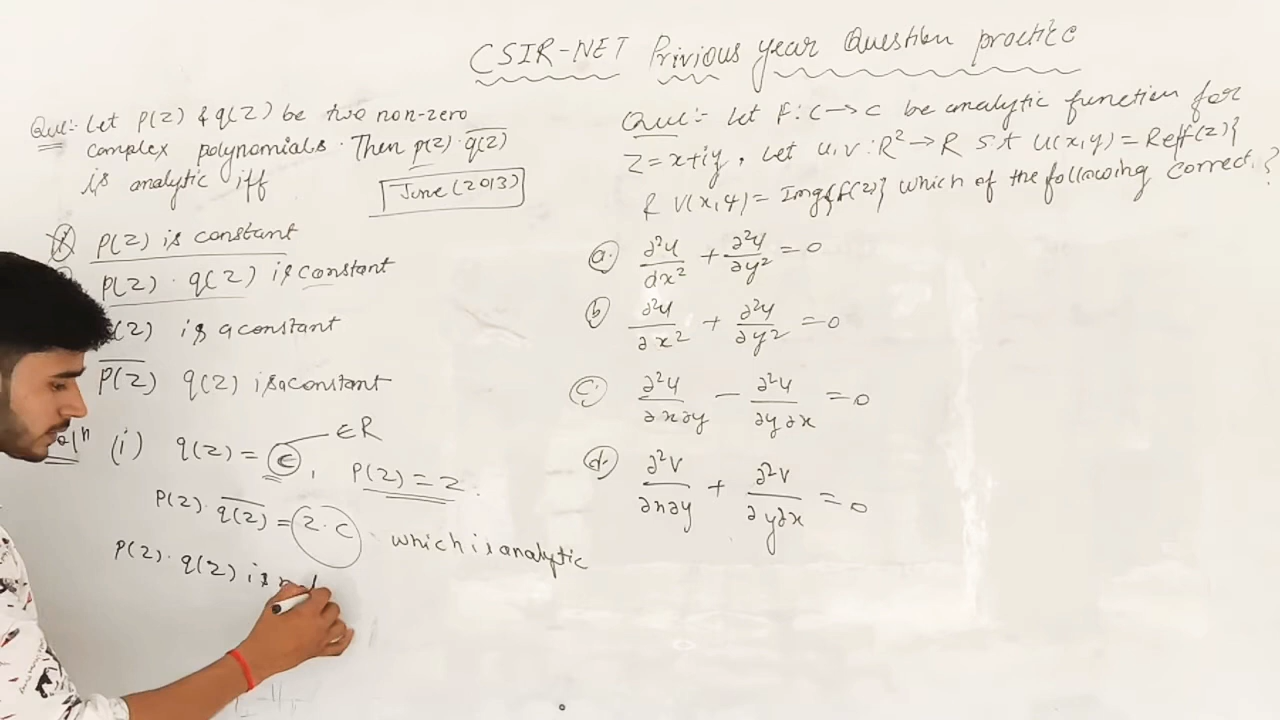 CSIR-NET Privious year Question practice
Que:- Let P(Z) & q(Z) be two non-zero
complex polynomials. Then p(z)·q̅(̅z̅)̅
is analytic iff
June (2013)
P(Z) is constant
P(Z) · q(Z) is constant
(Z) is a constant
P̅(̅Z̅)̅ q(Z) is a constant
Solⁿ (i) q(Z) = c, P(Z) = Z.
∈R
P(Z)·q̅(̅Z̅)̅ = Z·C which is analytic
P(Z)·q(Z) is
Que:- Let F: C→C be analytic function for
Z=x+iy, Let u,v: R²→R s.t u(x,y)=Re{f(z)}
& V(x,y)= Img{f(z)} which of the following correct.?
a. ∂²u/dx² + ∂²u/∂y² = 0
b ∂²u/∂x² + ∂²u/∂y² = 0
c. ∂²u/∂x∂y − ∂²u/∂y∂x = 0
d. ∂²v/∂x∂y + ∂²v/∂y∂x = 0